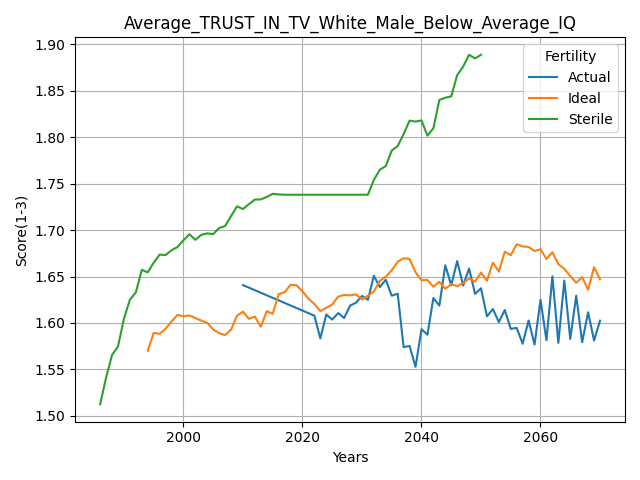 Average_TRUST_IN_TV_White_Male_Below_Average_IQ
Fertility
Actual
Ideal
Sterile
Score(1-3)
1.90
1.85
1.80
1.75
1.70
1.65
1.60
1.55
1.50
2000
2020
2040
2060
Years